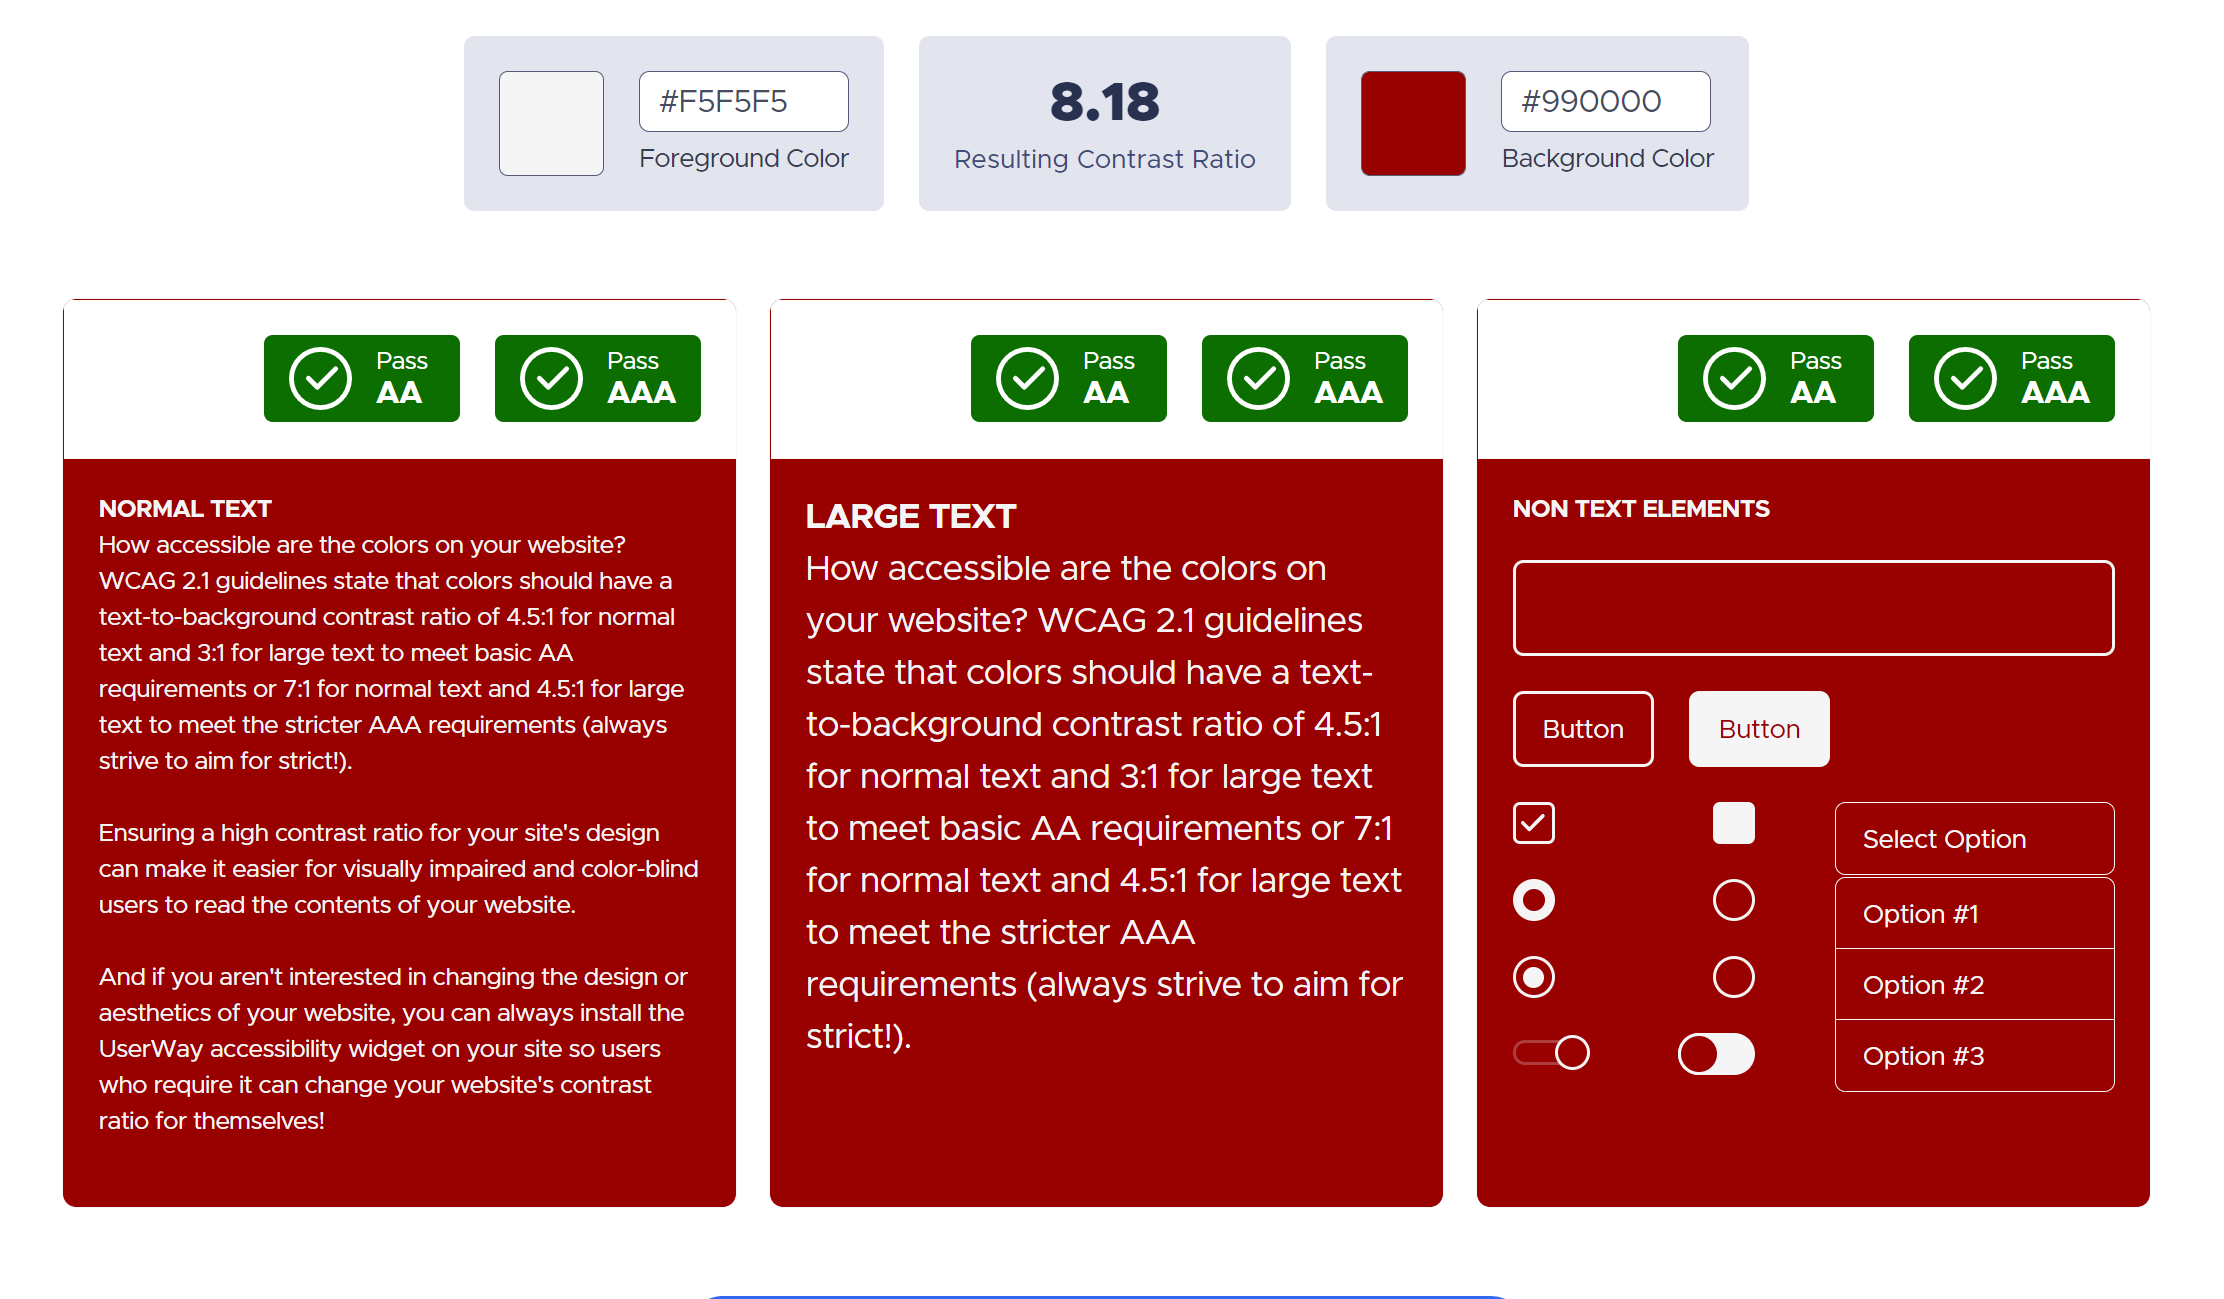 #F5F5F5
Foreground Color
8.18
Resulting Contrast Ratio
#990000
Background Color
Pass
AA
Pass
AAA
NORMAL TEXT
How accessible are the colors on your website?
WCAG 2.1 guidelines state that colors should have a
text-to-background contrast ratio of 4.5:1 for normal
text and 3:1 for large text to meet basic AA
requirements or 7:1 for normal text and 4.5:1 for large
text to meet the stricter AAA requirements (always
strive to aim for strict!).
Ensuring a high contrast ratio for your site's design
can make it easier for visually impaired and color-blind
users to read the contents of your website.
And if you aren't interested in changing the design or
aesthetics of your website, you can always install the
UserWay accessibility widget on your site so users
who require it can change your website's contrast
ratio for themselves!
Pass
AA
Pass
AAA
LARGE TEXT
How accessible are the colors on
your website? WCAG 2.1 guidelines
state that colors should have a text-
to-background contrast ratio of 4.5:1
for normal text and 3:1 for large text
to meet basic AA requirements or 7:1
for normal text and 4.5:1 for large text
to meet the stricter AAA
requirements (always strive to aim for
strict!).
Pass
AA
Pass
AAA
NON TEXT ELEMENTS
Button
Button
Select Option
Option #1
Option #2
Option #3